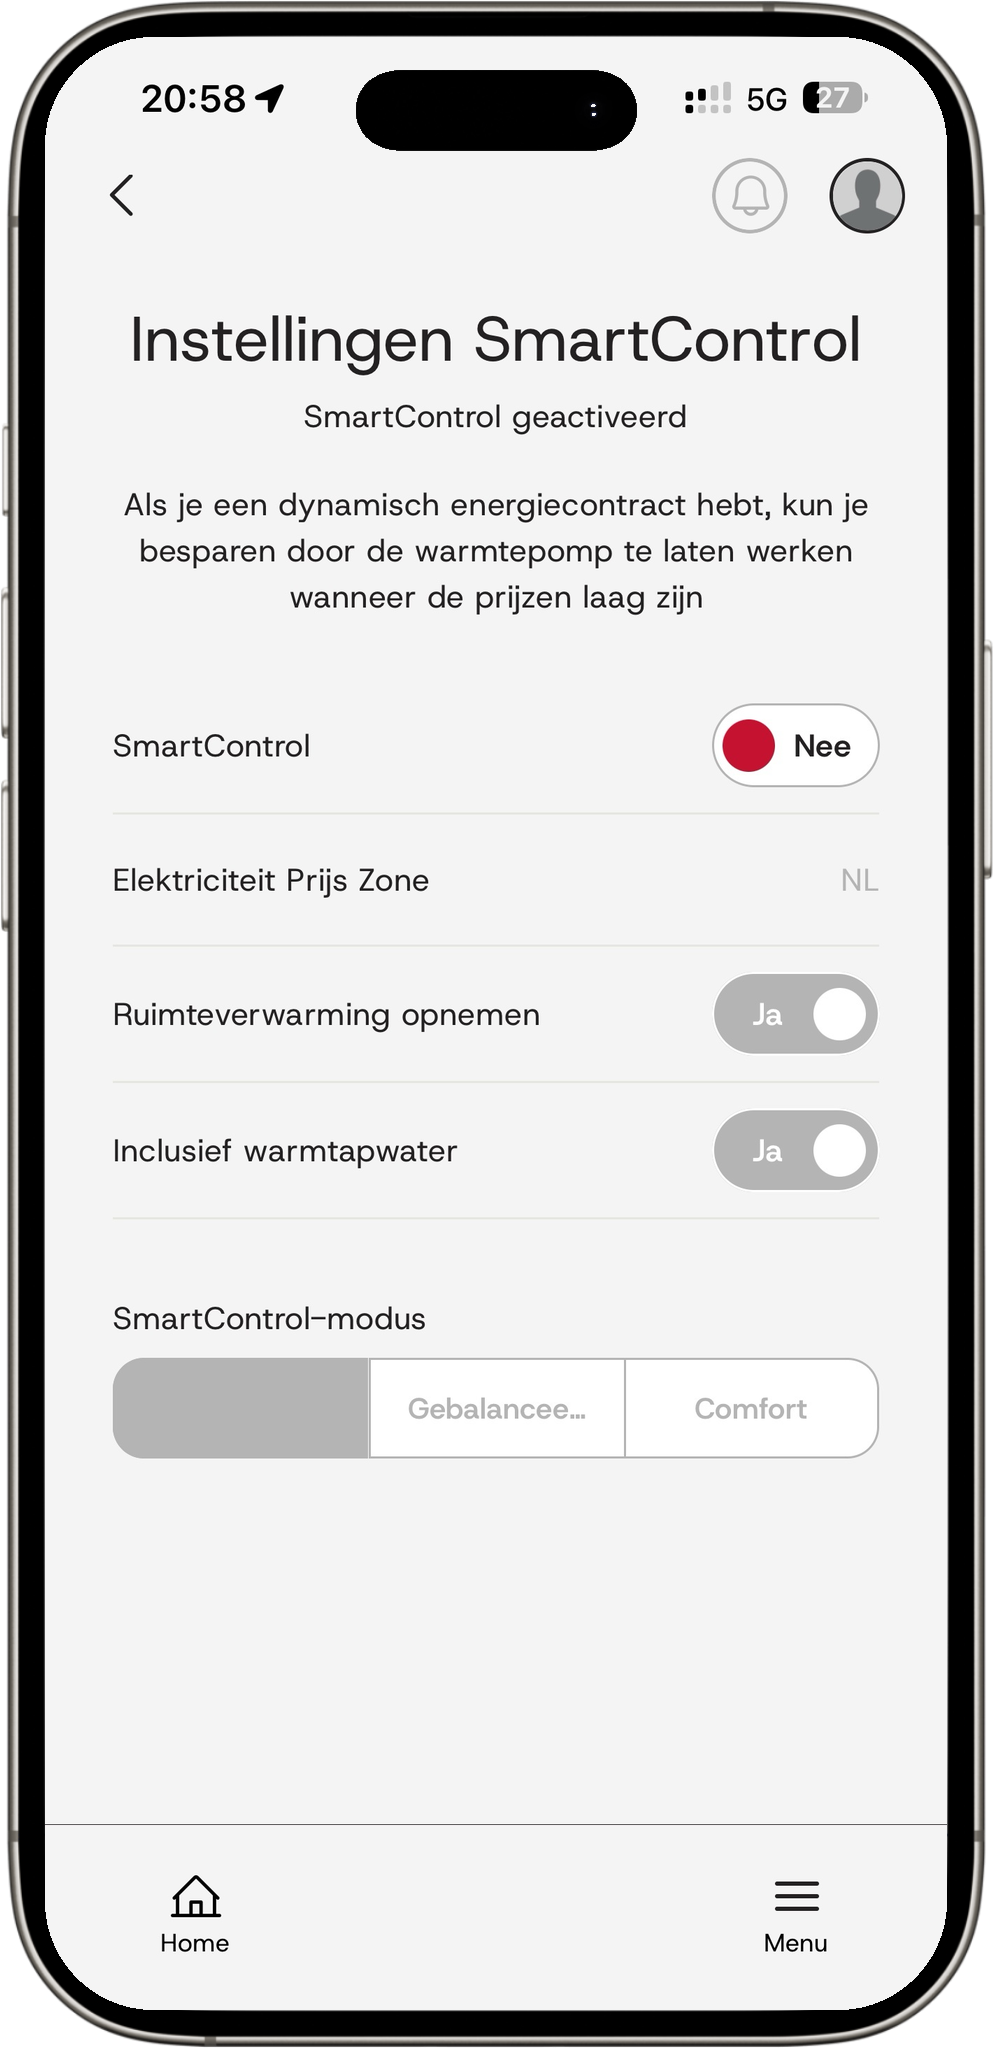 20:58
5G
27
Instellingen SmartControl
SmartControl geactiveerd
Als je een dynamisch energiecontract hebt, kun je
besparen door de warmtepomp te laten werken
wanneer de prijzen laag zijn
SmartControl
Nee
Elektriciteit Prijs Zone
NL
Ruimteverwarming opnemen
Ja
Inclusief warmtapwater
Ja
SmartControl-modus
Gebalancee...
Comfort
Home
Menu